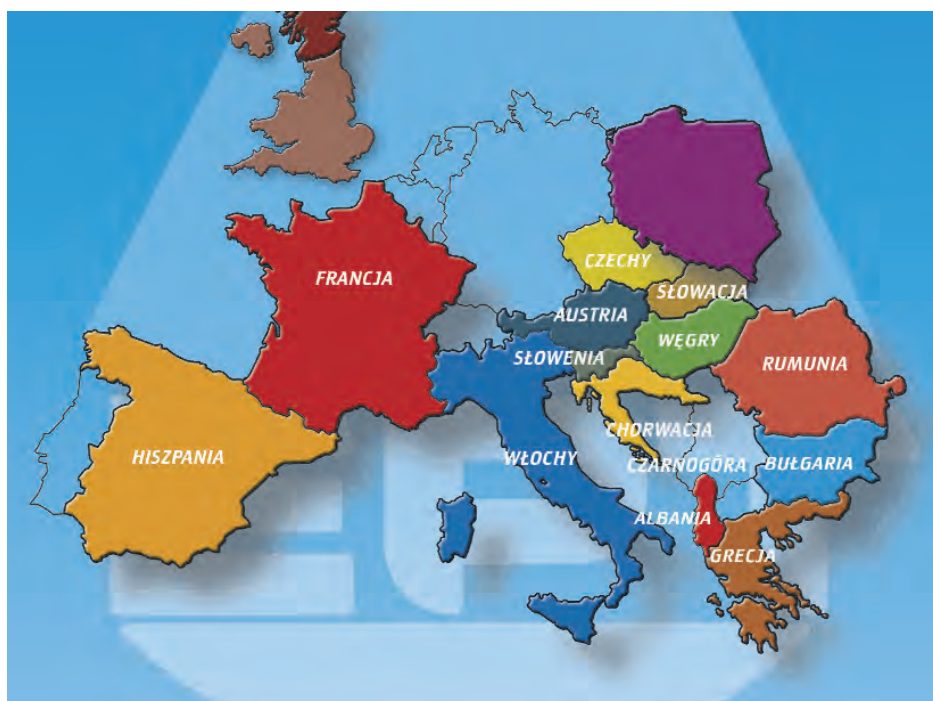 CZECHY
FRANCJA
SŁOWACJA
AUSTRIA
WĘGRY
SŁOWENIA
RUMUNIA
CHORWACJA
HISZPANIA
WŁOCHY
CZARNOGÓRA
BUŁGARIA
ALBANIA
GRECJA